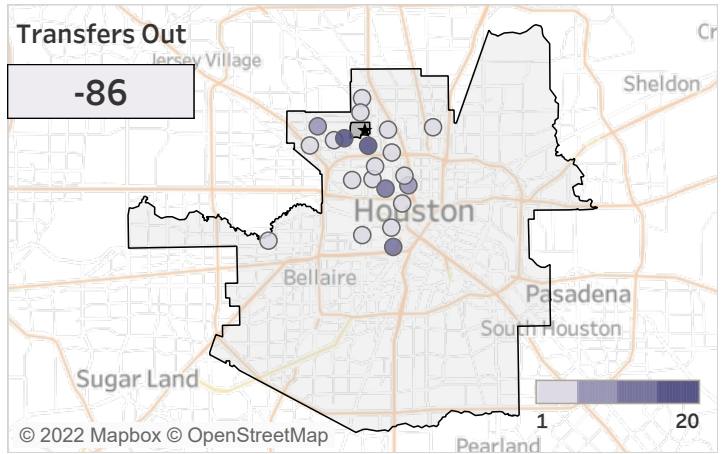 Transfers Out
-86
Jersey Village
Cr
Sheldon
Houston
Bellaire
Pasadena
South Houston
Sugar Land
1
20
© 2022 Mapbox © OpenStreetMap
Pearland